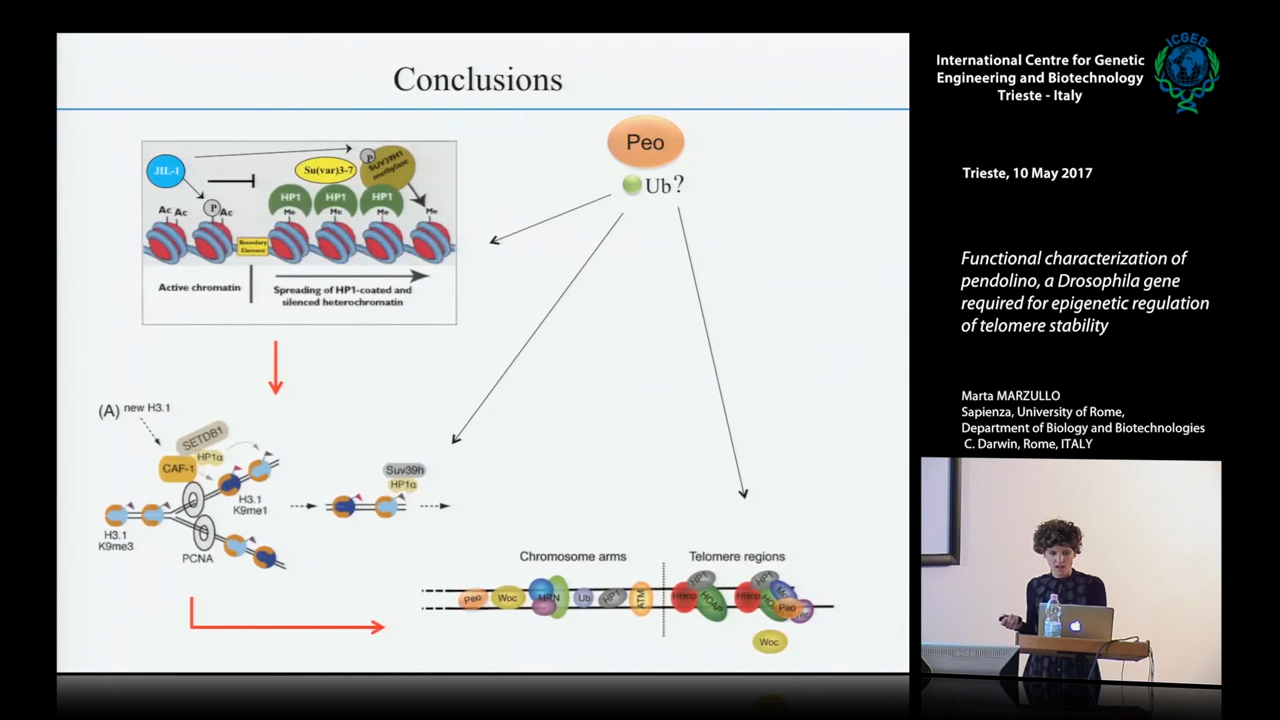 Conclusions
Peo
Ub?
JIL-1
P
Su(var)3-7
SUV39H1
methylase
HP1
HP1
HP1
Ac Ac
P
Ac
Me
Me
Me
Me
Boundary
Element
Active chromatin
Spreading of HP1-coated and
silenced heterochromatin
(A) new H3.1
SETDB1
HP1α
CAF-1
H3.1
K9me1
H3.1
K9me3
PCNA
Suv39h
HP1α
Chromosome arms
Telomere regions
Peo
Woc
MRN
Ub
HP1
ATM
HP1
HOAP
HP1
Peo
Woc
ICGEB
International Centre for Genetic
Engineering and Biotechnology
Trieste - Italy
Trieste, 10 May 2017
Functional characterization of
pendolino, a Drosophila gene
required for epigenetic regulation
of telomere stability
Marta MARZULLO
Sapienza, University of Rome,
Department of Biology and Biotechnologies
C. Darwin, Rome, ITALY